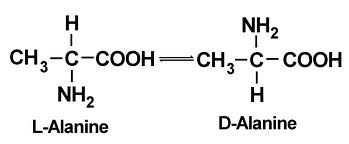 H
CH3–C–COOH
NH2
L-Alanine
NH2
CH3–C–COOH
H
D-Alanine